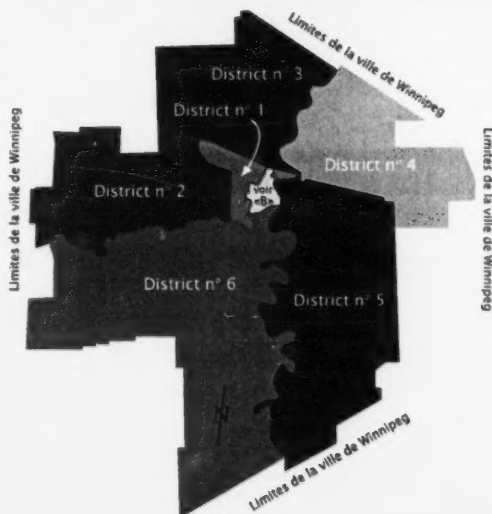 Limites de la ville de Winnipeg
District n° 3
District n° 1
Limites de la ville de Winnipeg
District n° 4
Limites de la ville de Winnipeg
District n° 2
voir
«B»
District n° 6
District n° 5
N
Limites de la ville de Winnipeg